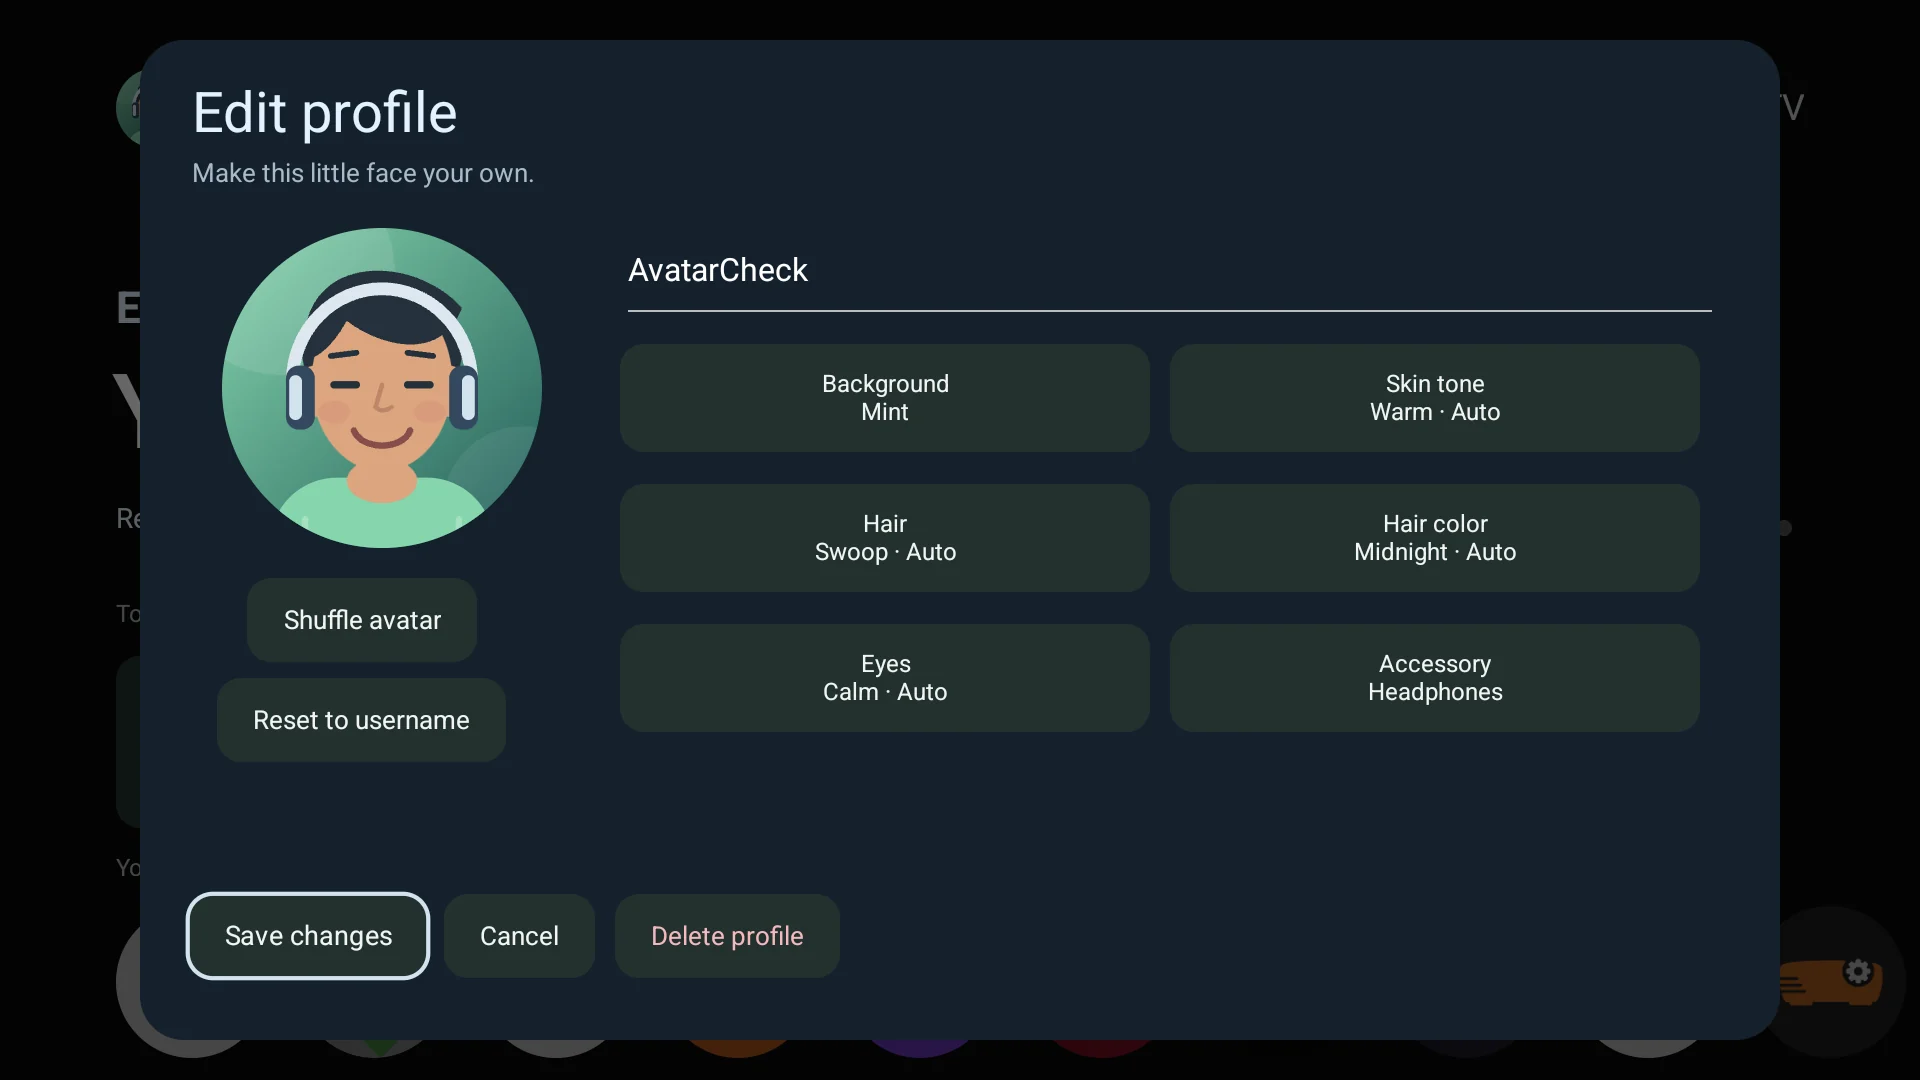 Edit profile
Make this little face your own.
AvatarCheck
Background
Mint
Skin tone
Warm · Auto
Hair
Swoop · Auto
Hair color
Midnight · Auto
Eyes
Calm · Auto
Accessory
Headphones
Shuffle avatar
Reset to username
Save changes
Cancel
Delete profile